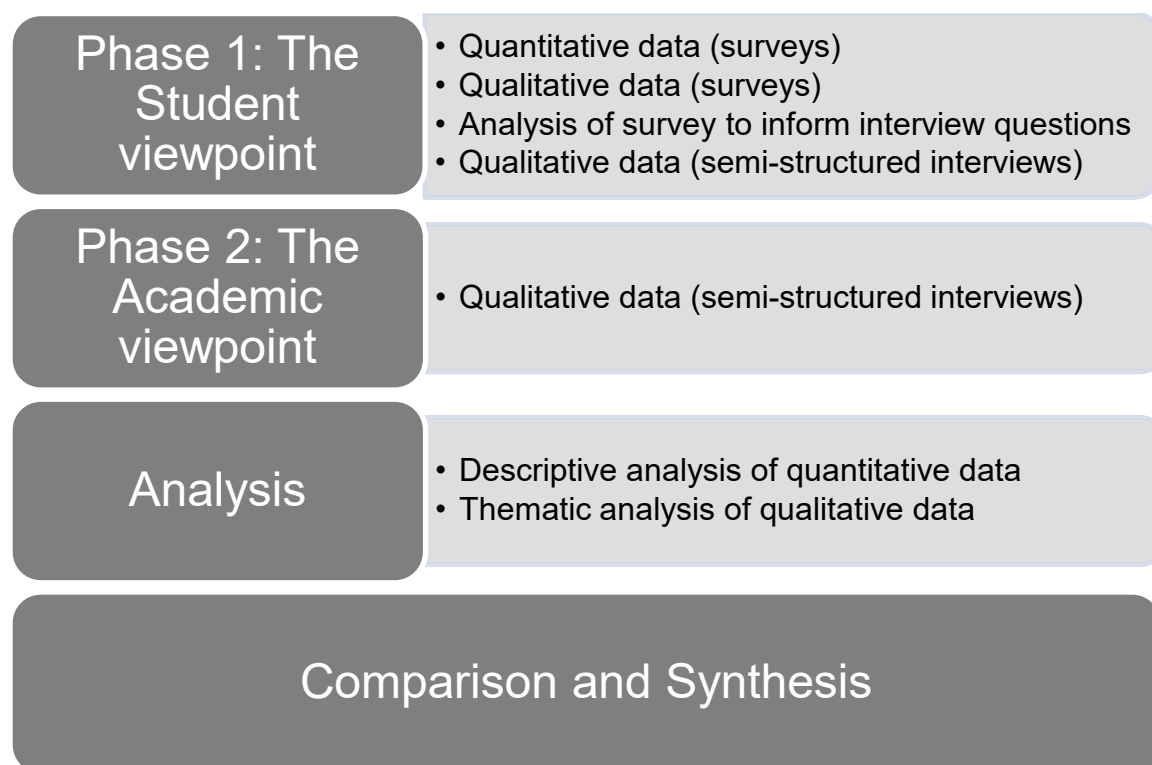 Phase 1: The
Student
viewpoint
• Quantitative data (surveys)
• Qualitative data (surveys)
• Analysis of survey to inform interview questions
• Qualitative data (semi-structured interviews)
Phase 2: The
Academic
viewpoint
• Qualitative data (semi-structured interviews)
Analysis
• Descriptive analysis of quantitative data
• Thematic analysis of qualitative data
Comparison and Synthesis